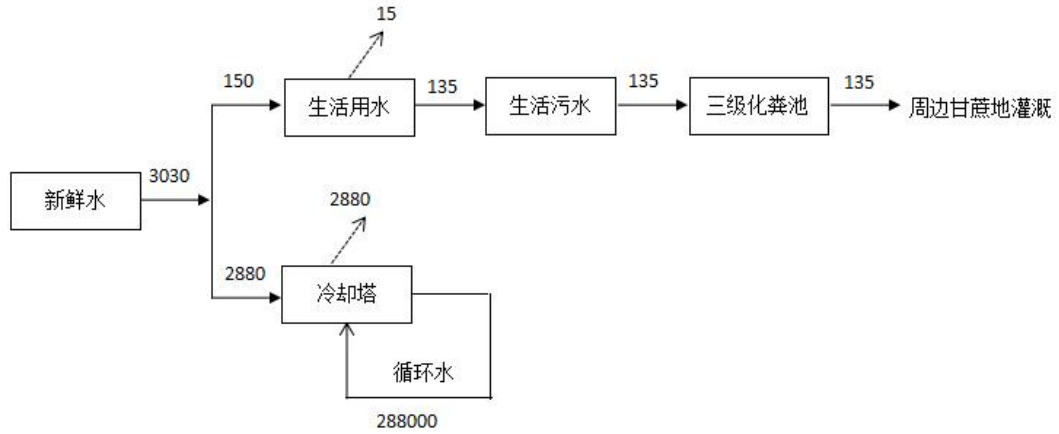 15
150
生活用水
135
生活污水
135
三级化粪池
135
周边甘蔗地灌溉
新鲜水
3030
2880
2880
冷却塔
循环水
288000